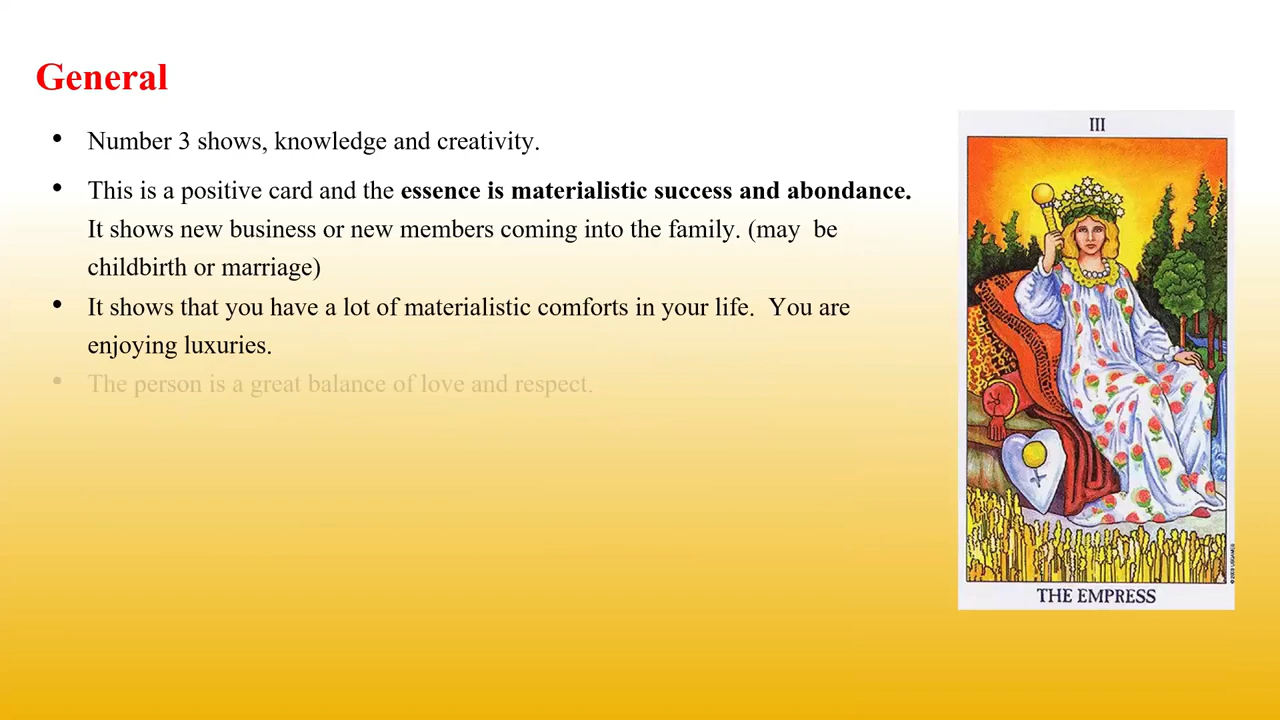 General
• Number 3 shows, knowledge and creativity.
• This is a positive card and the essence is materialistic success and abondance.
It shows new business or new members coming into the family. (may  be
childbirth or marriage)
• It shows that you have a lot of materialistic comforts in your life.  You are
enjoying luxuries.
• The person is a great balance of love and respect.
III
THE EMPRESS